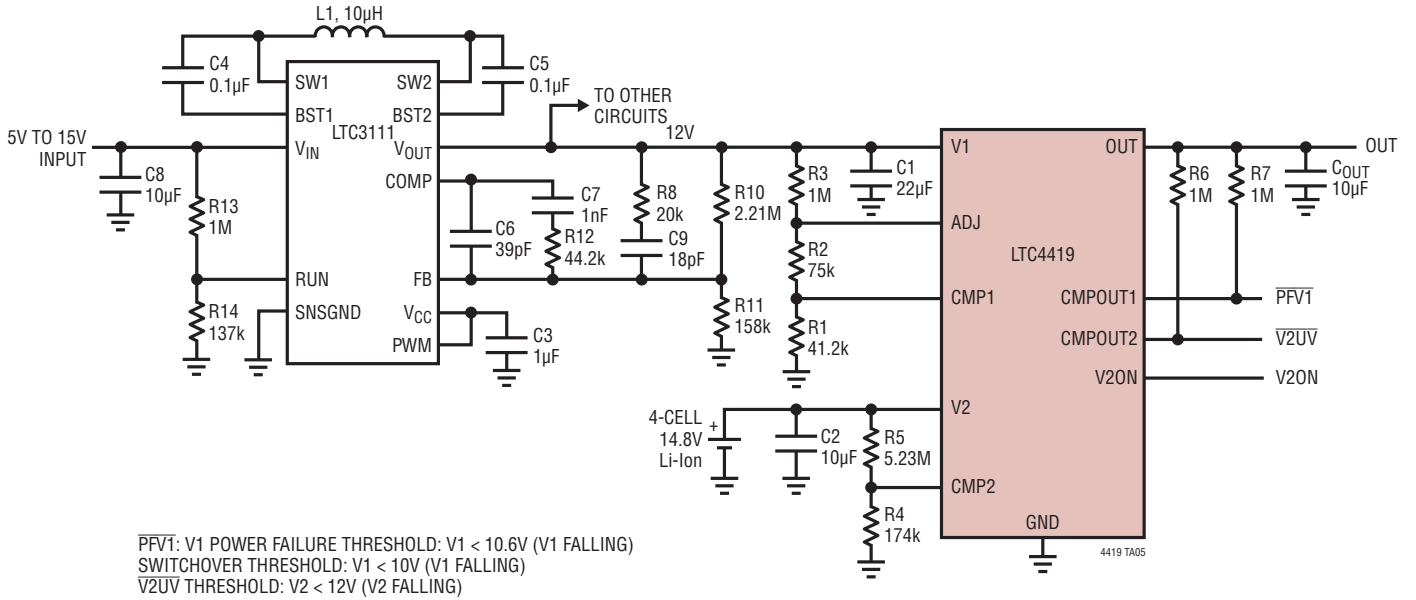 L1, 10µH
C4
0.1µF
C5
0.1µF
SW1
SW2
BST1
BST2
LTC3111
TO OTHER
CIRCUITS
5V TO 15V
INPUT
VIN
VOUT
12V
C8
10µF
R13
1M
COMP
C7
1nF
C6
39pF
R12
44.2k
R8
20k
C9
18pF
R10
2.21M
R3
1M
C1
22µF
V1
OUT
OUT
R6
1M
R7
1M
COUT
10µF
ADJ
R2
75k
LTC4419
RUN
FB
R14
137k
SNSGND
VCC
PWM
C3
1µF
R11
158k
CMP1
R1
41.2k
CMPOUT1
PFV1
CMPOUT2
V2UV
V2ON
V2ON
4-CELL
14.8V
Li-Ion
+
C2
10µF
R5
5.23M
V2
CMP2
R4
174k
GND
4419 TA05
PFV1: V1 POWER FAILURE THRESHOLD: V1 < 10.6V (V1 FALLING)
SWITCHOVER THRESHOLD: V1 < 10V (V1 FALLING)
V2UV THRESHOLD: V2 < 12V (V2 FALLING)